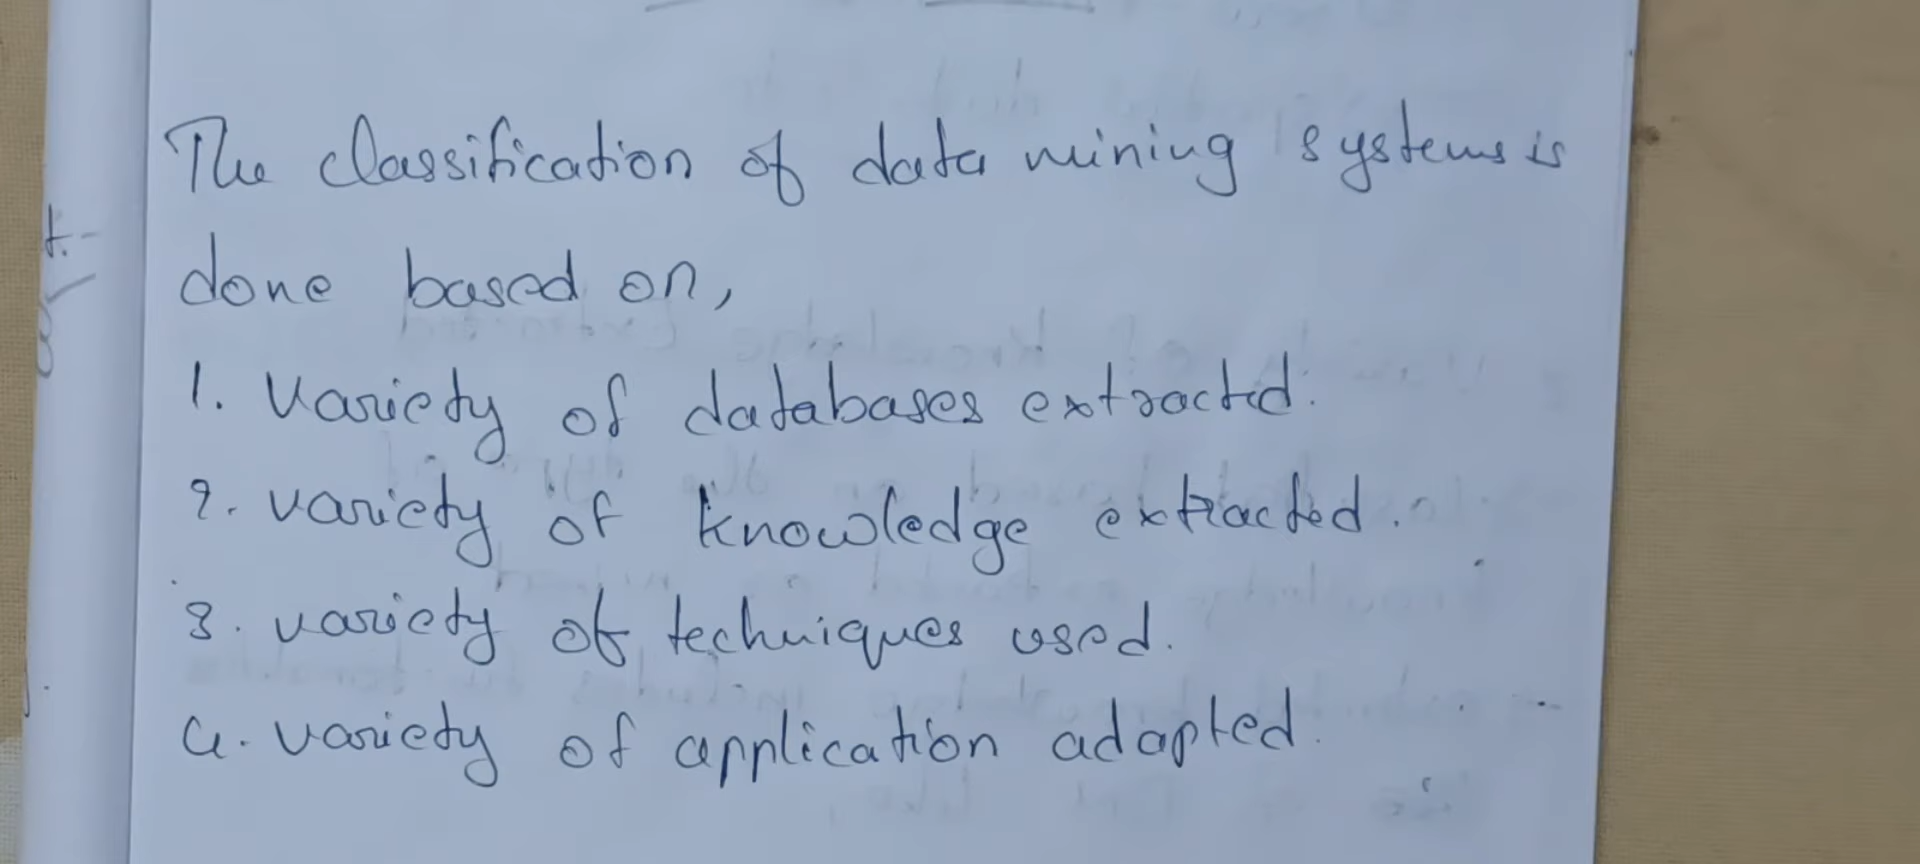 The classification of data mining systems is
done based on,
1. Variety of databases extracted.
2. variety of knowledge extracted.
3. variety of techniques used.
4. variety of application adapted.